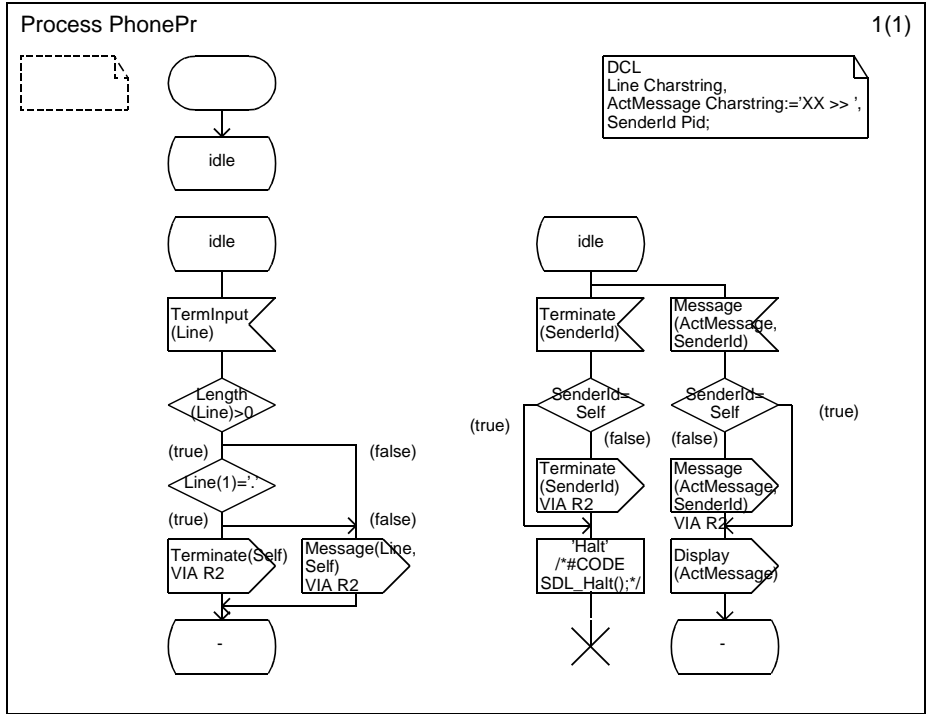 Process PhonePr
1(1)
DCL
Line Charstring,
ActMessage Charstring:='XX >> ',
SenderId Pid;
idle
idle
TermInput
(Line)
Length
(Line)>0
(true)
(false)
Line(1)='.'
(true)
(false)
Terminate(Self)
VIA R2
Message(Line,
Self)
VIA R2
-
idle
Terminate
(SenderId)
Message
(ActMessage,
SenderId)
SenderId=
Self
SenderId=
Self
(true)
(false)
(false)
(true)
Terminate
(SenderId)
VIA R2
Message
(ActMessage,
SenderId)
VIA R2
'Halt'
/*#CODE
SDL_Halt();*/
Display
(ActMessage)
-